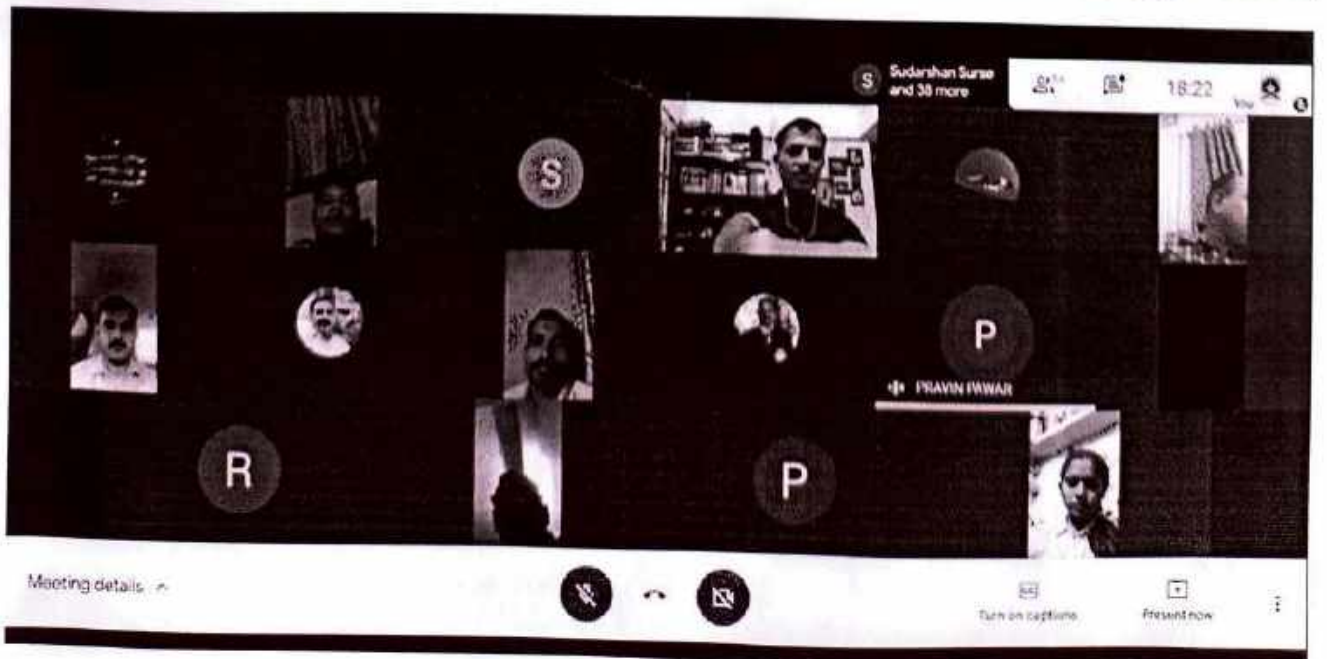 S
Sudarshan Surse
and 38 more
18:22
You
S
P
PRAVIN PAWAR
R
P
Meeting details
Turn on captions
Present now